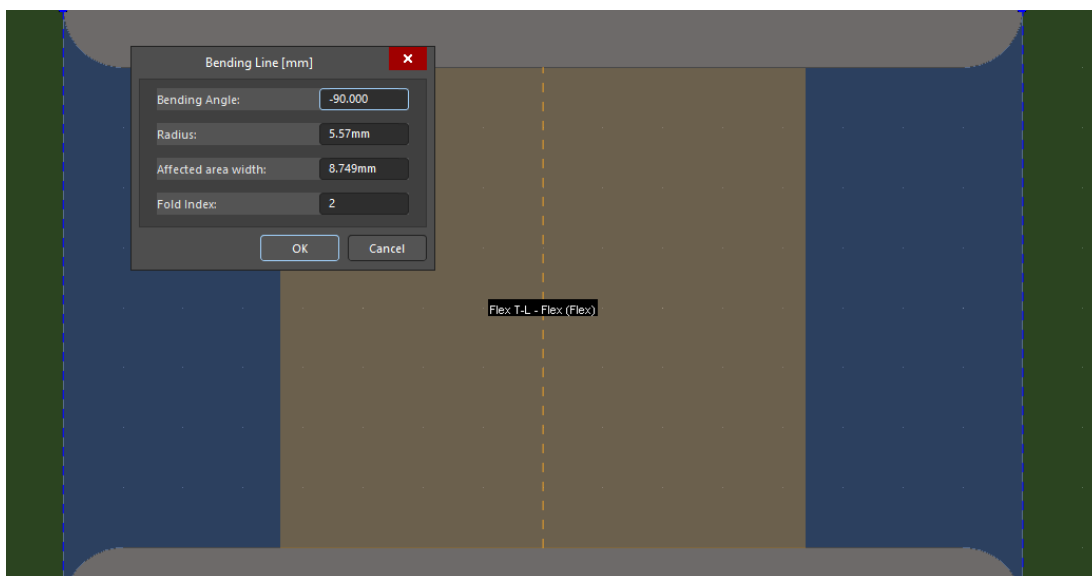 Bending Line [mm]
Bending Angle: -90.000
Radius: 5.57mm
Affected area width: 8.749mm
Fold Index: 2
OK Cancel
Flex T-L - Flex (Flex)